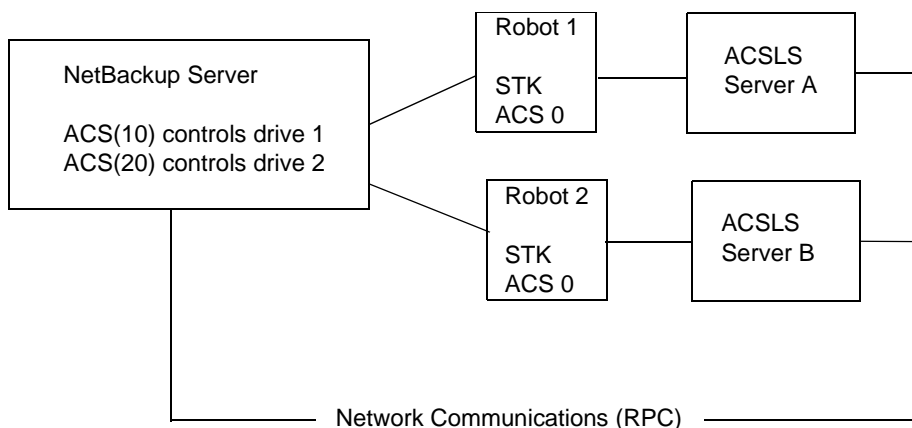 NetBackup Server
ACS(10) controls drive 1
ACS(20) controls drive 2
Robot 1
STK
ACS 0
ACSLS
Server A
Robot 2
STK
ACS 0
ACSLS
Server B
Network Communications (RPC)